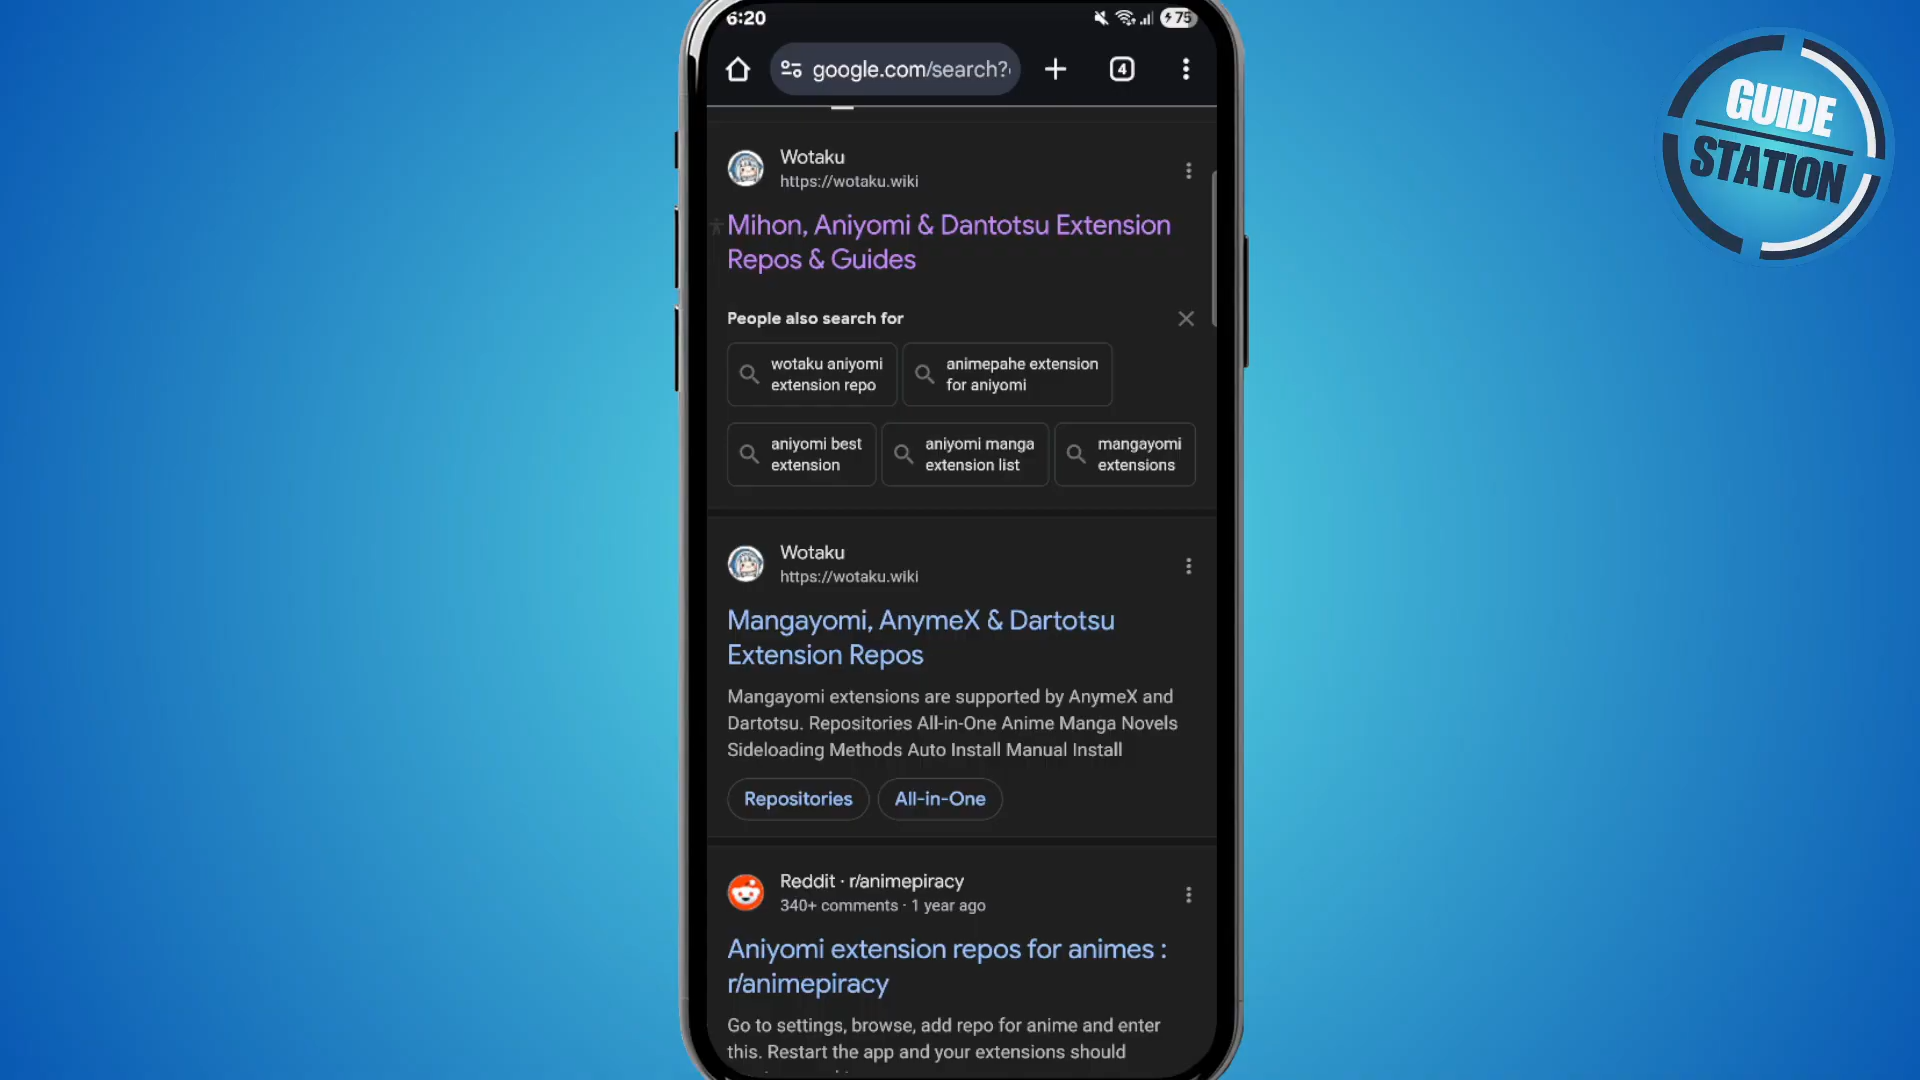 6:20
75
google.com/search?
4
GUIDE
STATION
Wotaku
https://wotaku.wiki
Mihon, Aniyomi & Dantotsu Extension
Repos & Guides
People also search for
wotaku aniyomi
extension repo
animepahe extension
for aniyomi
aniyomi best
extension
aniyomi manga
extension list
mangayomi
extensions
Wotaku
https://wotaku.wiki
Mangayomi, AnymeX & Dartotsu
Extension Repos
Mangayomi extensions are supported by AnymeX and
Dartotsu. Repositories All-in-One Anime Manga Novels
Sideloading Methods Auto Install Manual Install
Repositories
All-in-One
Reddit · r/animepiracy
340+ comments · 1 year ago
Aniyomi extension repos for animes :
r/animepiracy
Go to settings, browse, add repo for anime and enter
this. Restart the app and your extensions should